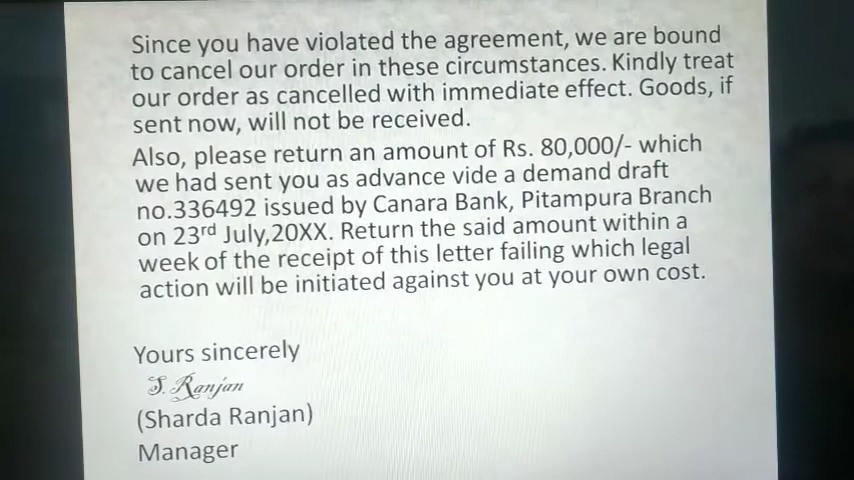 Since you have violated the agreement, we are bound
to cancel our order in these circumstances. Kindly treat
our order as cancelled with immediate effect. Goods, if
sent now, will not be received.
Also, please return an amount of Rs. 80,000/- which
we had sent you as advance vide a demand draft
no.336492 issued by Canara Bank, Pitampura Branch
on 23rd July,20XX. Return the said amount within a
week of the receipt of this letter failing which legal
action will be initiated against you at your own cost.
Yours sincerely
S. Ranjan
(Sharda Ranjan)
Manager